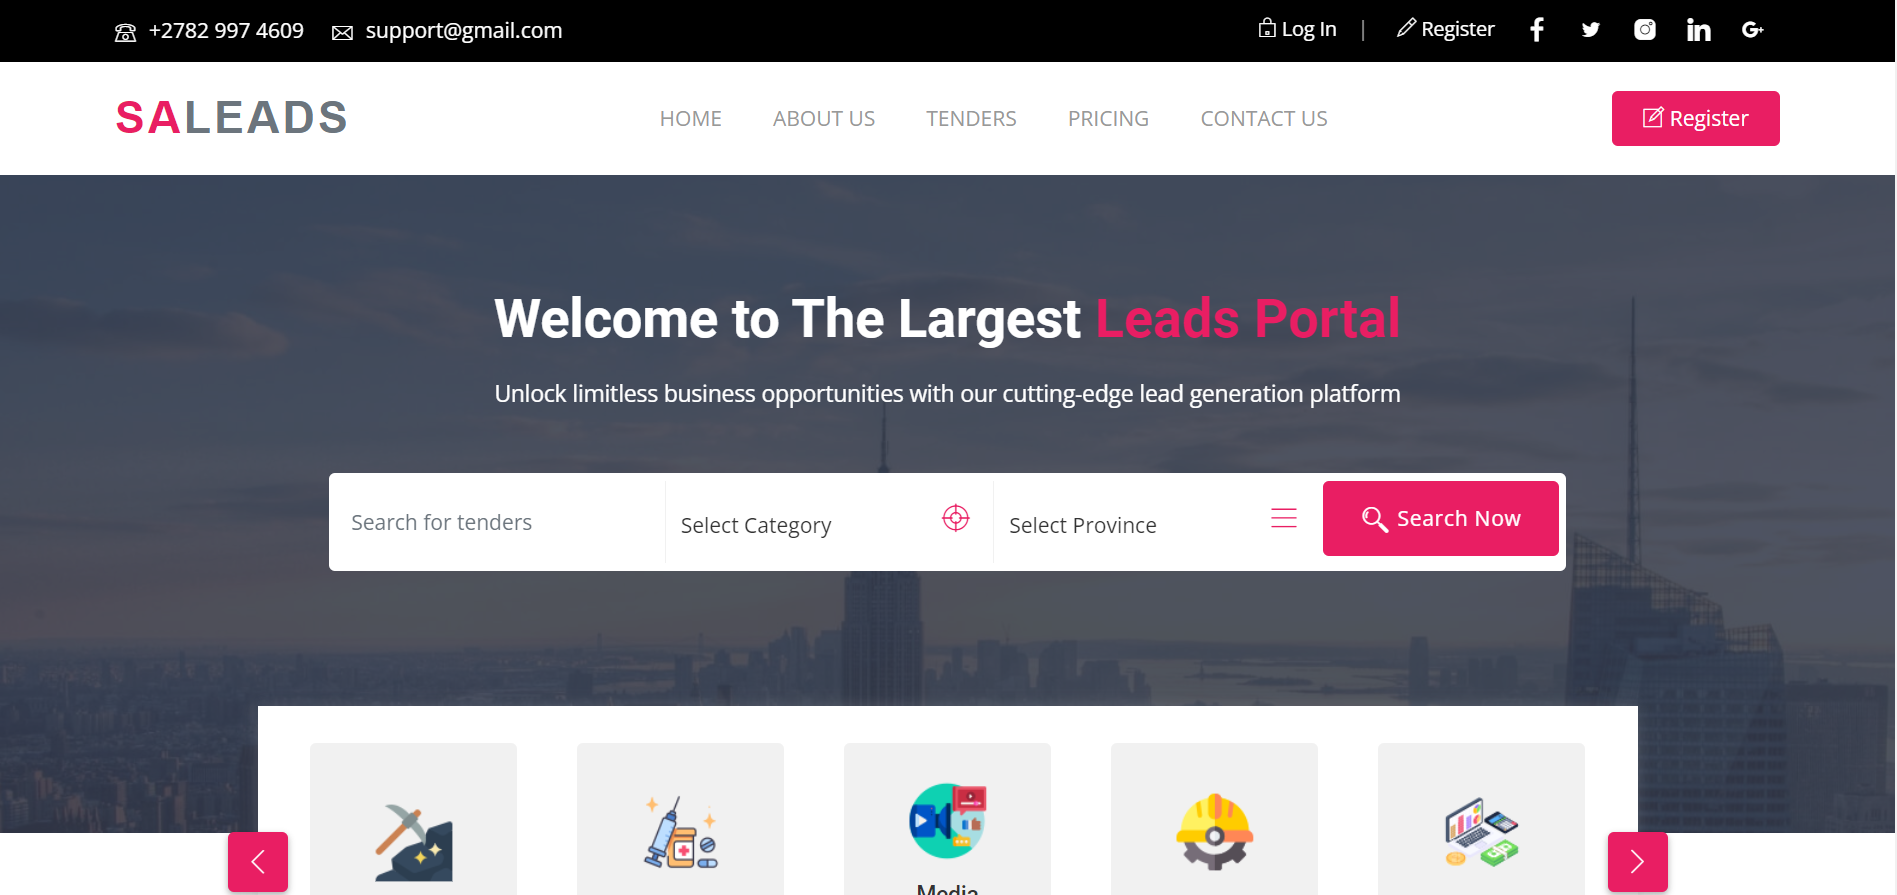 +2782 997 4609 support@gmail.com Log In | Register
SALEADS HOME ABOUT US TENDERS PRICING CONTACT US Register
Welcome to The Largest Leads Portal
Unlock limitless business opportunities with our cutting-edge lead generation platform
Search for tenders Select Category Select Province Search Now
Media